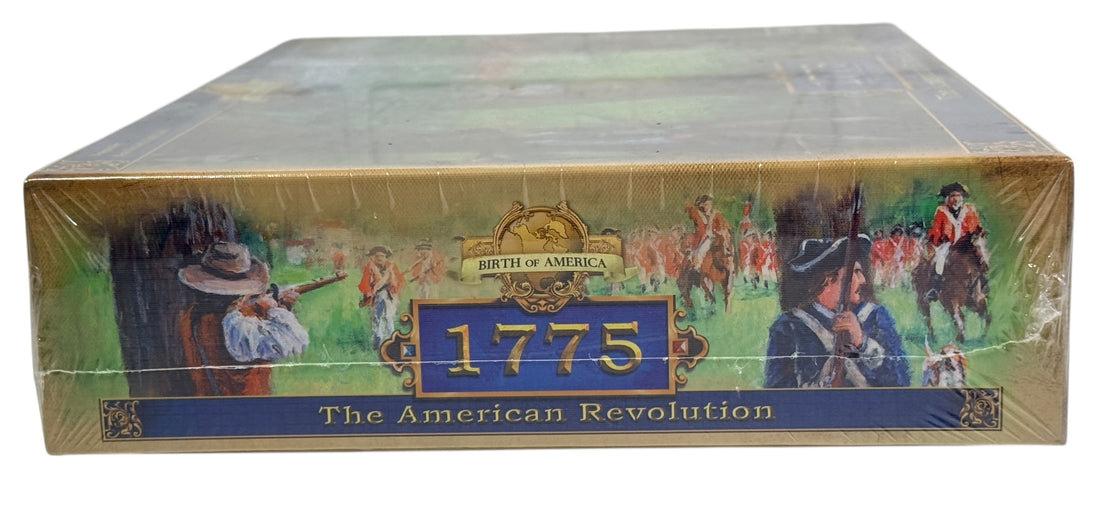 BIRTH OF AMERICA
1775
The American Revolution